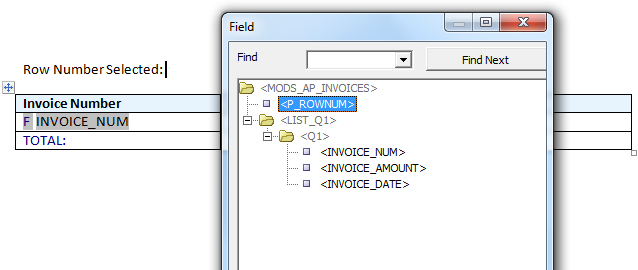 Field
Find
Find Next
Row Number Selected:
<MODS_AP_INVOICES>
<P_ROWNUM>
<LIST_Q1>
<Q1>
<INVOICE_NUM>
<INVOICE_AMOUNT>
<INVOICE_DATE>
Invoice Number
F INVOICE_NUM
TOTAL: